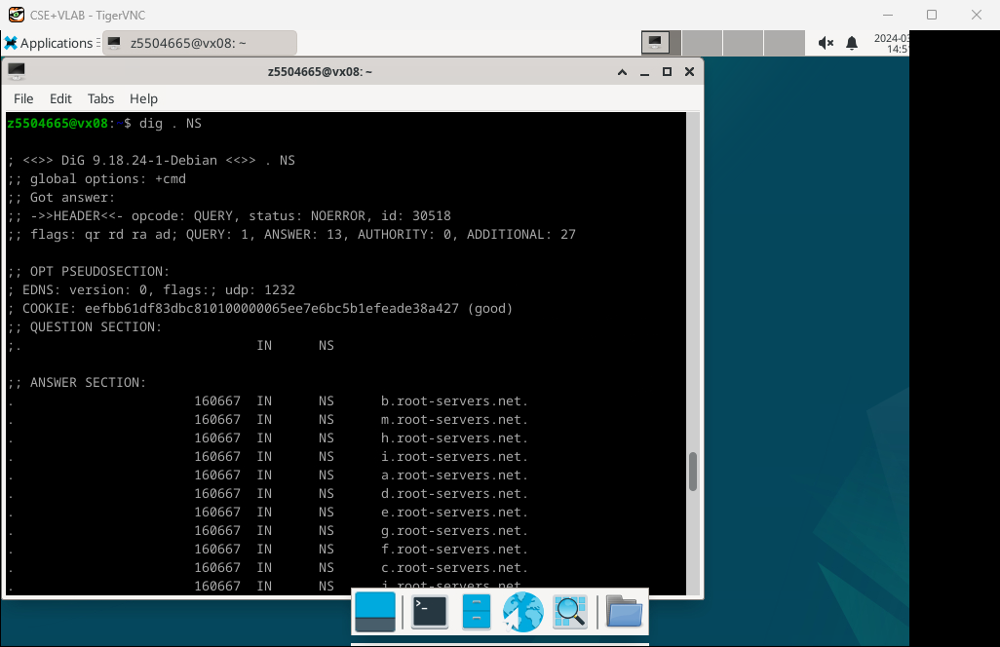 CSE+VLAB - TigerVNC
Applications
z5504665@vx08: ~
2024-03
14:5
z5504665@vx08: ~
File Edit Tabs Help
z5504665@vx08:~$ dig . NS
; <<>> DiG 9.18.24-1-Debian <<>> . NS
;; global options: +cmd
;; Got answer:
;; ->>HEADER<<- opcode: QUERY, status: NOERROR, id: 30518
;; flags: qr rd ra ad; QUERY: 1, ANSWER: 13, AUTHORITY: 0, ADDITIONAL: 27
;; OPT PSEUDOSECTION:
; EDNS: version: 0, flags:; udp: 1232
; COOKIE: eefbb61df83dbc810100000065ee7e6bc5b1efeade38a427 (good)
;; QUESTION SECTION:
;. IN NS
;; ANSWER SECTION:
. 160667 IN NS b.root-servers.net.
. 160667 IN NS m.root-servers.net.
. 160667 IN NS h.root-servers.net.
. 160667 IN NS i.root-servers.net.
. 160667 IN NS a.root-servers.net.
. 160667 IN NS d.root-servers.net.
. 160667 IN NS e.root-servers.net.
. 160667 IN NS g.root-servers.net.
. 160667 IN NS f.root-servers.net.
. 160667 IN NS c.root-servers.net.
. 160667 IN NS j.root-servers.net.